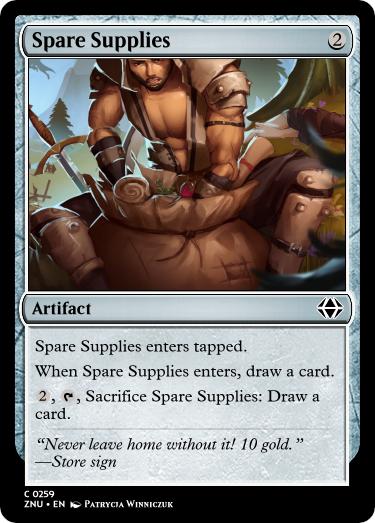 Spare Supplies 2
Artifact
Spare Supplies enters tapped.
When Spare Supplies enters, draw a card.
2, , Sacrifice Spare Supplies: Draw a
card.
“Never leave home without it! 10 gold.”
—Store sign
C 0259
ZNU • EN Patrycja Winniczuk